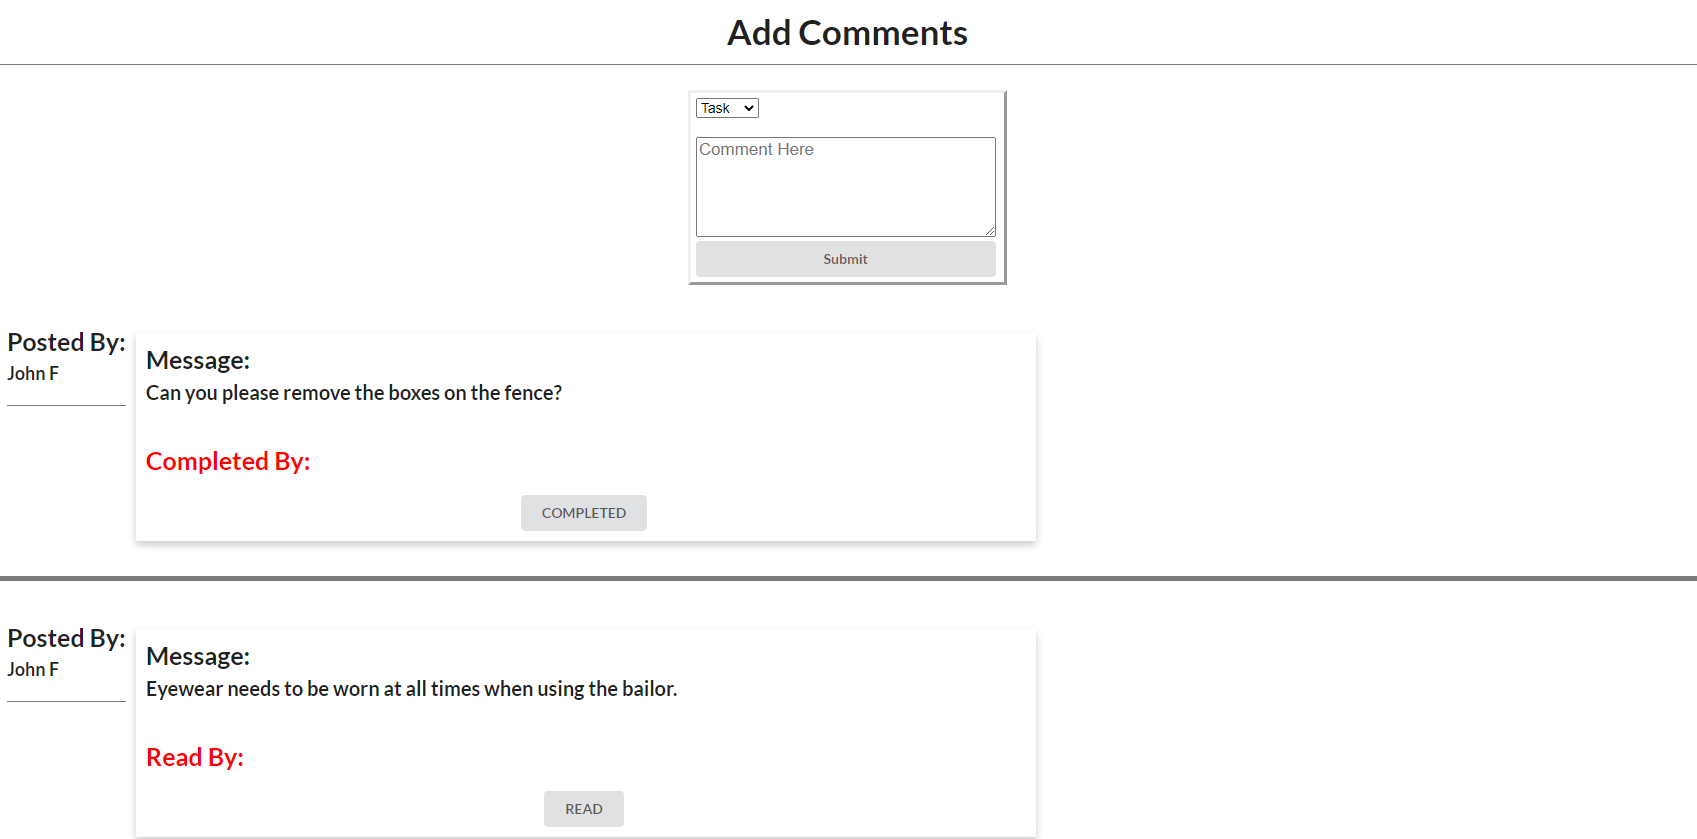 Add Comments
Task
Comment Here
Submit
Posted By:
John F
Message:
Can you please remove the boxes on the fence?
Completed By:
COMPLETED
Posted By:
John F
Message:
Eyewear needs to be worn at all times when using the bailor.
Read By:
READ